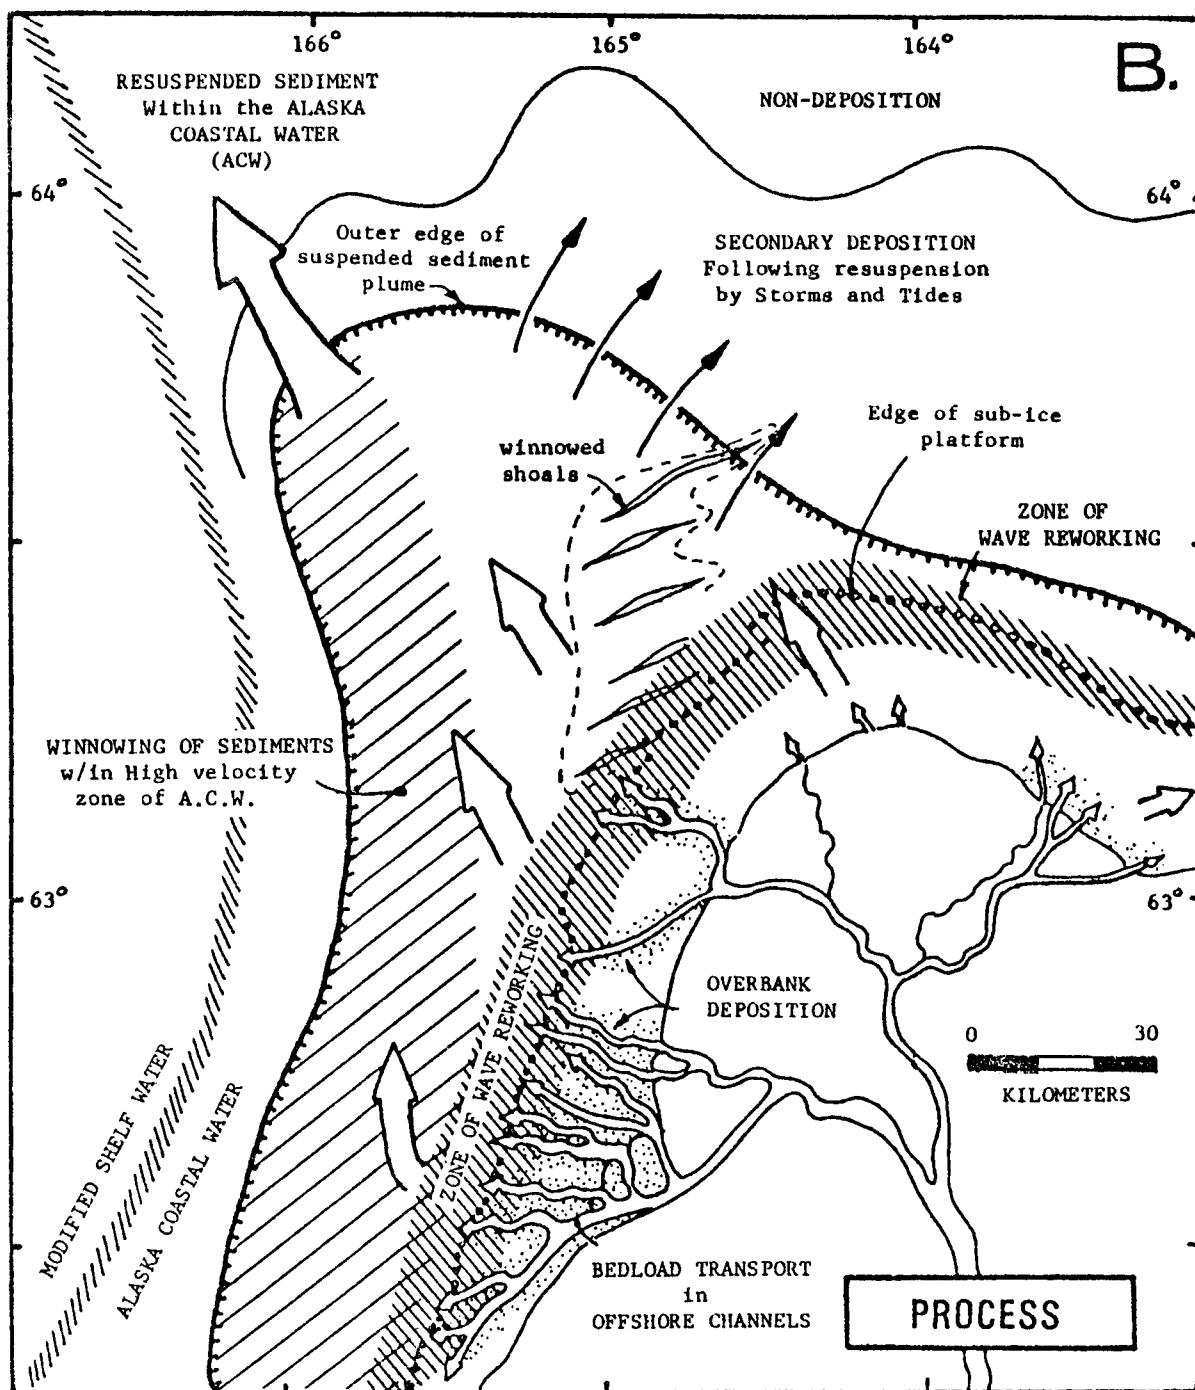 166°
165°
164°
B.
RESUSPENDED SEDIMENT
Within the ALASKA
COASTAL WATER
(ACW)
NON-DEPOSITION
64°
64°
Outer edge of
suspended sediment
plume
SECONDARY DEPOSITION
Following resuspension
by Storms and Tides
winnowed
shoals
Edge of sub-ice
platform
ZONE OF
WAVE REWORKING
WINNOWING OF SEDIMENTS
w/in High velocity
zone of A.C.W.
63°
63°
ZONE OF WAVE REWORKING
OVERBANK
DEPOSITION
0 30
KILOMETERS
MODIFIED SHELF WATER
ALASKA COASTAL WATER
BEDLOAD TRANSPORT
in
OFFSHORE CHANNELS
PROCESS